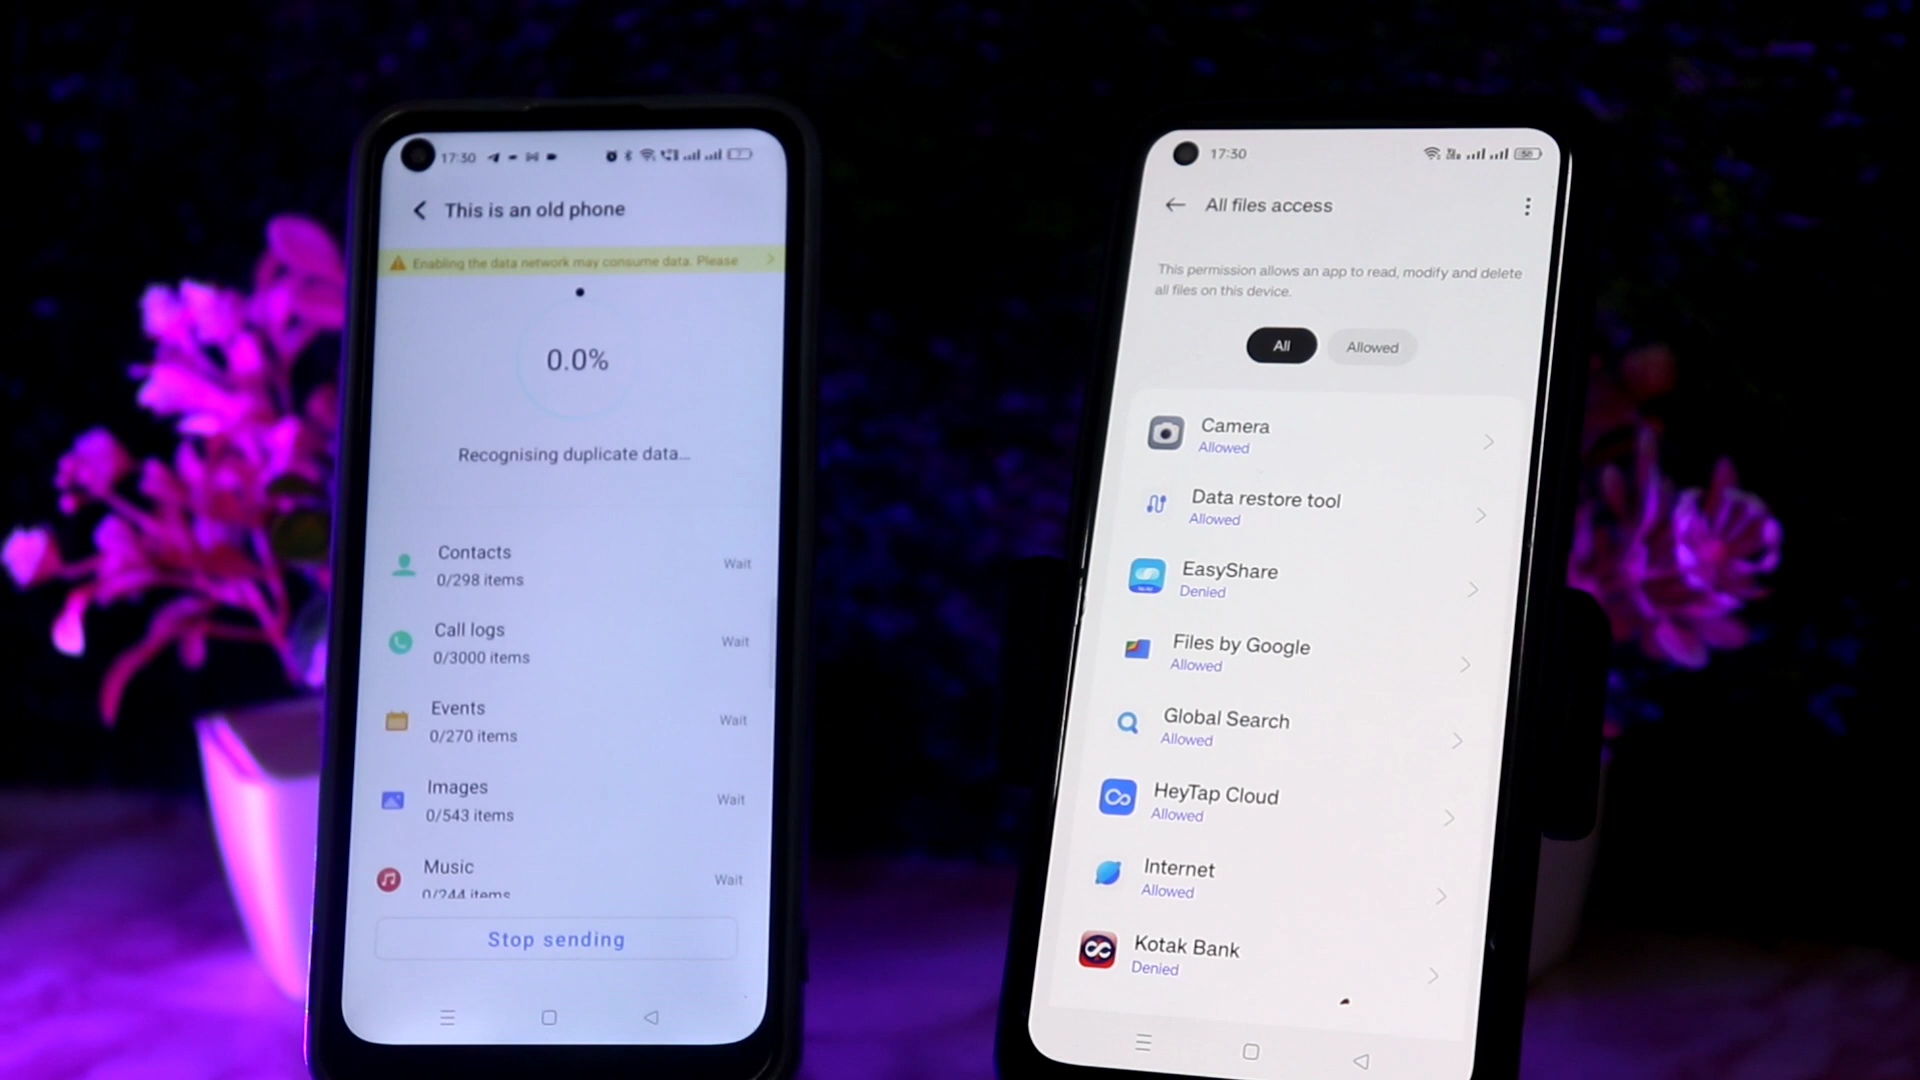 17:30
This is an old phone
Enabling the data network may consume data. Please
0.0%
Recognising duplicate data...
Contacts
0/298 items
Wait
Call logs
0/3000 items
Wait
Events
0/270 items
Wait
Images
0/543 items
Wait
Music
0/244 items
Wait
Stop sending
17:30
All files access
This permission allows an app to read, modify and delete
all files on this device.
All
Allowed
Camera
Allowed
Data restore tool
Allowed
EasyShare
Denied
Files by Google
Allowed
Global Search
Allowed
HeyTap Cloud
Allowed
Internet
Allowed
Kotak Bank
Denied